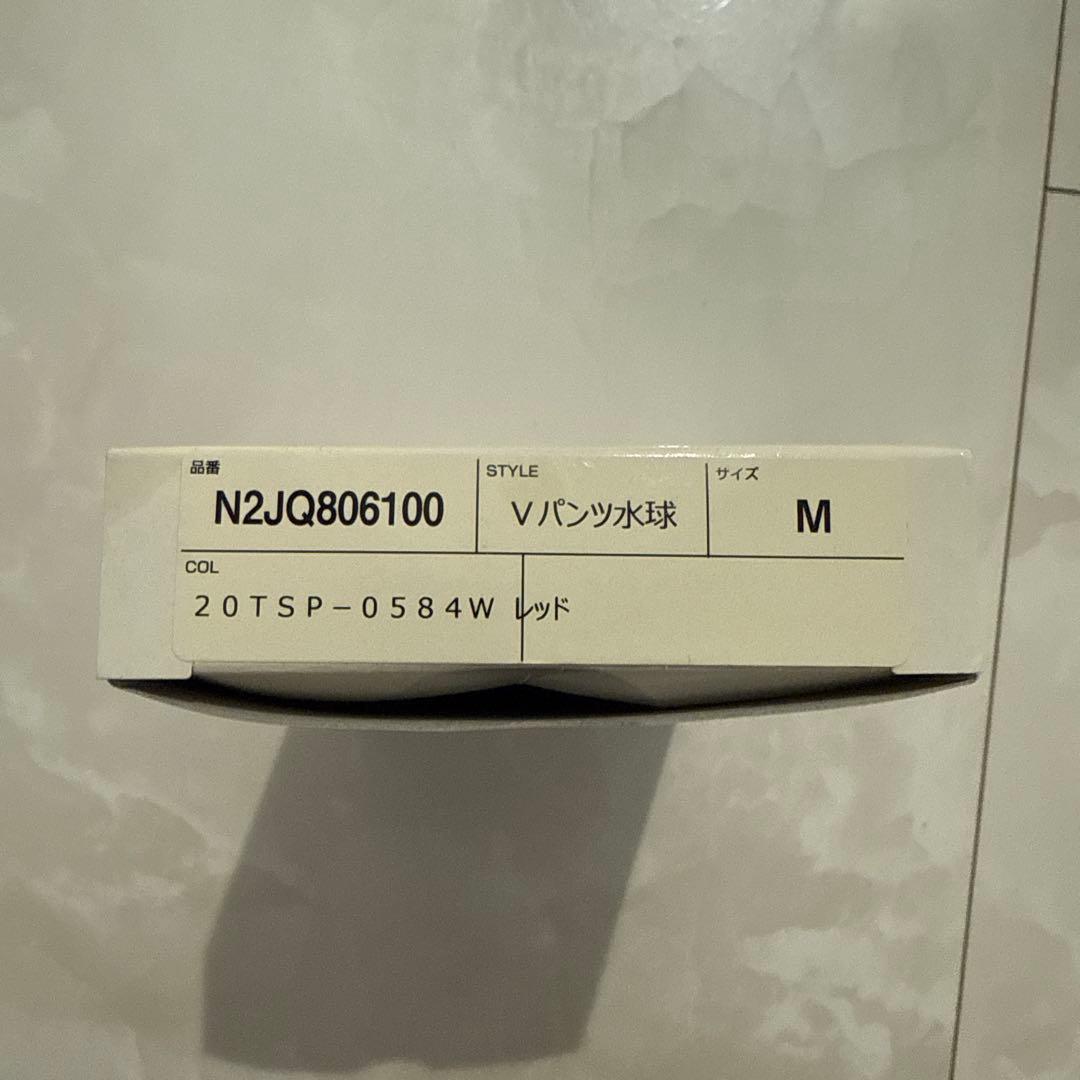 品番
N2JQ806100
STYLE
Vパンツ水球
サイズ
M
COL
20TSP-0584W レッド